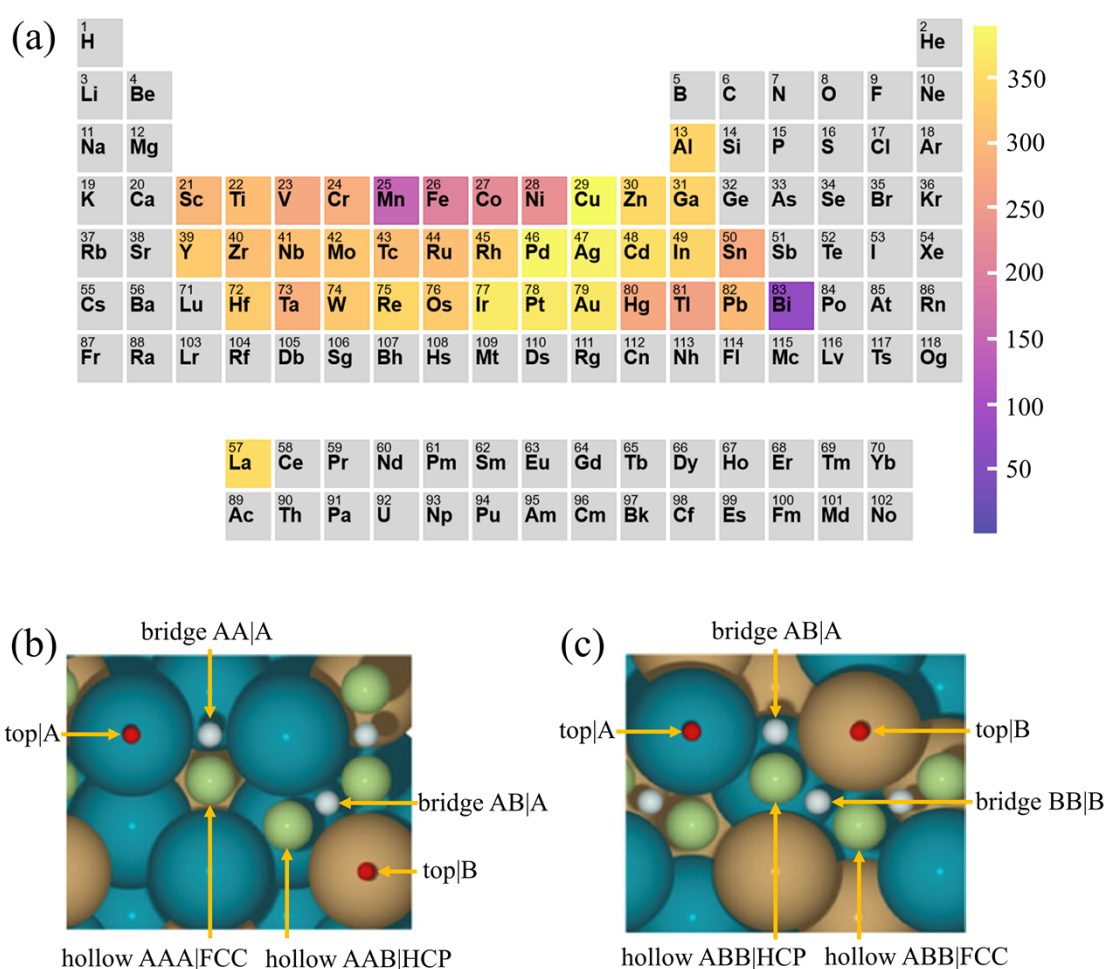 (a)
1 2
H He
3 4 5 6 7 8 9 10
Li Be B C N O F Ne
11 12 13 14 15 16 17 18
Na Mg Al Si P S Cl Ar
19 20 21 22 23 24 25 26 27 28 29 30 31 32 33 34 35 36
K Ca Sc Ti V Cr Mn Fe Co Ni Cu Zn Ga Ge As Se Br Kr
37 38 39 40 41 42 43 44 45 46 47 48 49 50 51 52 53 54
Rb Sr Y Zr Nb Mo Tc Ru Rh Pd Ag Cd In Sn Sb Te I Xe
55 56 71 72 73 74 75 76 77 78 79 80 81 82 83 84 85 86
Cs Ba Lu Hf Ta W Re Os Ir Pt Au Hg Tl Pb Bi Po At Rn
87 88 103 104 105 106 107 108 109 110 111 112 113 114 115 116 117 118
Fr Ra Lr Rf Db Sg Bh Hs Mt Ds Rg Cn Nh Fl Mc Lv Ts Og
57 58 59 60 61 62 63 64 65 66 67 68 69 70
La Ce Pr Nd Pm Sm Eu Gd Tb Dy Ho Er Tm Yb
89 90 91 92 93 94 95 96 97 98 99 100 101 102
Ac Th Pa U Np Pu Am Cm Bk Cf Es Fm Md No
350
300
250
200
150
100
50
(b)
bridge AA|A
top|A
bridge AB|A
top|B
hollow AAA|FCC
hollow AAB|HCP
(c)
bridge AB|A
top|A
top|B
bridge BB|B
hollow ABB|HCP
hollow ABB|FCC